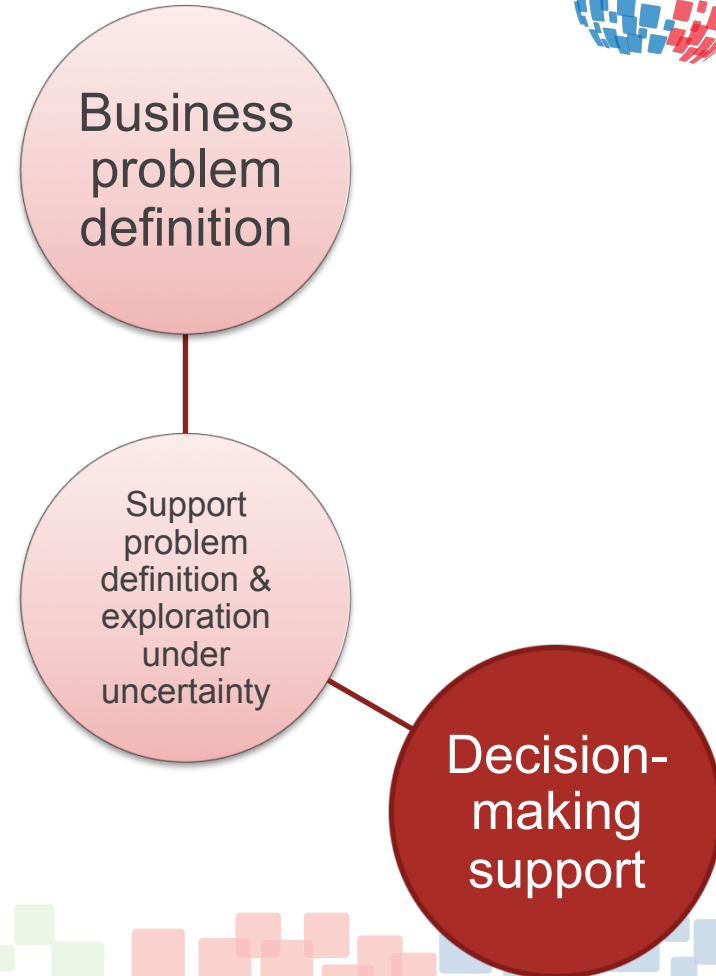 Business
problem
definition
Support
problem
definition &
exploration
under
uncertainty
Decision-
making
support